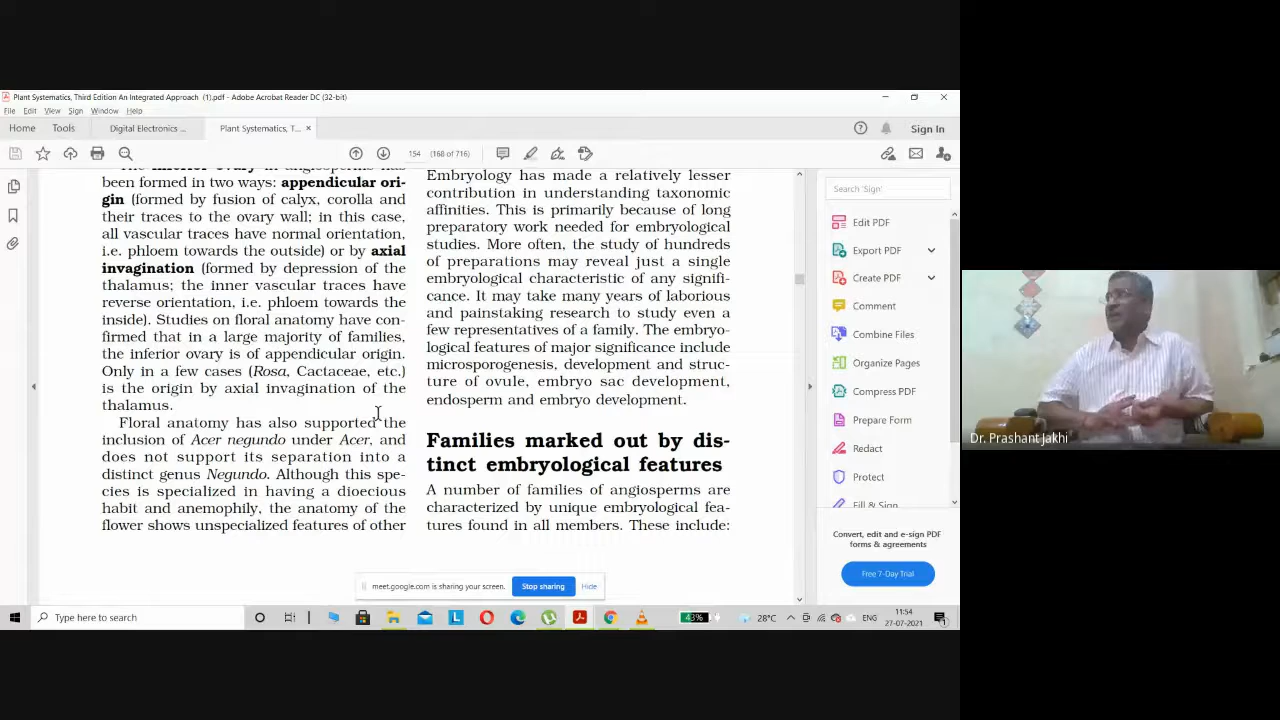 Plant Systematics, Third Edition An Integrated Approach (1).pdf - Adobe Acrobat Reader DC (32-bit)
File Edit View Sign Window Help
Home Tools Digital Electronics ... Plant Systematics, T... ×
Sign In
154 (168 of 716)
been formed in two ways: appendicular ori-
gin (formed by fusion of calyx, corolla and
their traces to the ovary wall; in this case,
all vascular traces have normal orientation,
i.e. phloem towards the outside) or by axial
invagination (formed by depression of the
thalamus; the inner vascular traces have
reverse orientation, i.e. phloem towards the
inside). Studies on floral anatomy have con-
firmed that in a large majority of families,
the inferior ovary is of appendicular origin.
Only in a few cases (Rosa, Cactaceae, etc.)
is the origin by axial invagination of the
thalamus.
Floral anatomy has also supported the
inclusion of Acer negundo under Acer, and
does not support its separation into a
distinct genus Negundo. Although this spe-
cies is specialized in having a dioecious
habit and anemophily, the anatomy of the
flower shows unspecialized features of other
Embryology has made a relatively lesser
contribution in understanding taxonomic
affinities. This is primarily because of long
preparatory work needed for embryological
studies. More often, the study of hundreds
of preparations may reveal just a single
embryological characteristic of any signifi-
cance. It may take many years of laborious
and painstaking research to study even a
few representatives of a family. The embryo-
logical features of major significance include
microsporogenesis, development and struc-
ture of ovule, embryo sac development,
endosperm and embryo development.
Families marked out by dis-
tinct embryological features
A number of families of angiosperms are
characterized by unique embryological fea-
tures found in all members. These include:
Search 'Sign'
Edit PDF
Export PDF
Create PDF
Comment
Combine Files
Organize Pages
Compress PDF
Prepare Form
Redact
Protect
Fill & Sign
Convert, edit and e-sign PDF
forms & agreements
Free 7-Day Trial
meet.google.com is sharing your screen. Stop sharing Hide
Type here to search
L
43%
28°C
ENG
11:54
27-07-2021
Dr. Prashant Jakhi